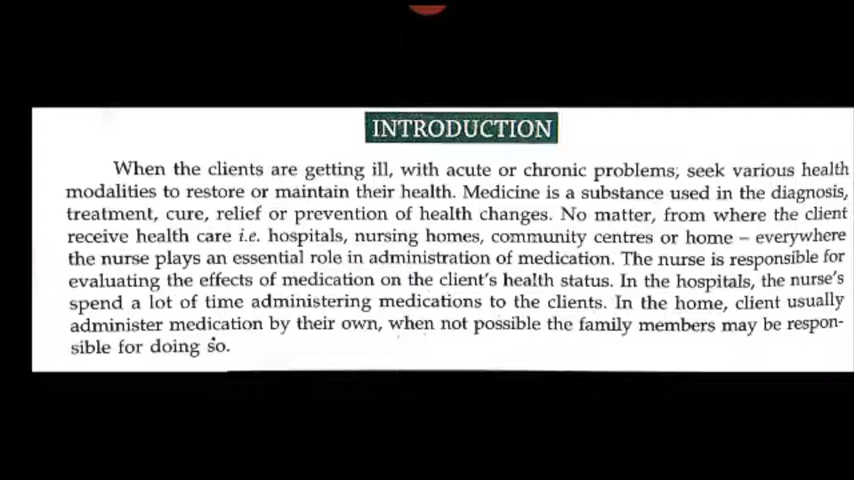 INTRODUCTION
When the clients are getting ill, with acute or chronic problems, seek various health
modalities to restore or maintain their health. Medicine is a substance used in the diagnosis,
treatment, cure, relief or prevention of health changes. No matter, from where the client
receive health care i.e. hospitals, nursing homes, community centres or home – everywhere
the nurse plays an essential role in administration of medication. The nurse is responsible for
evaluating the effects of medication on the client's health status. In the hospitals, the nurse's
spend a lot of time administering medications to the clients. In the home, client usually
administer medication by their own, when not possible the family members may be respon-
sible for doing so.